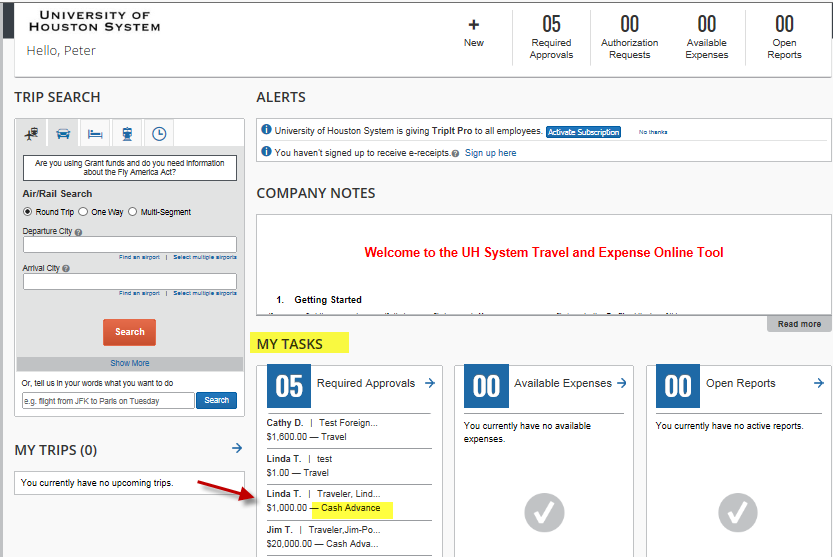 UNIVERSITY OF
HOUSTON SYSTEM
Hello, Peter
+
New
05
Required
Approvals
00
Authorization
Requests
00
Available
Expenses
00
Open
Reports
TRIP SEARCH
Are you using Grant funds and do you need information
about the Fly America Act?
Air/Rail Search
Round Trip One Way Multi-Segment
Departure City ?
Find an airport | Select multiple airports
Arrival City ?
Find an airport | Select multiple airports
Search
Show More
Or, tell us in your words what you want to do
e.g. flight from JFK to Paris on Tuesday Search
MY TRIPS (0)
You currently have no upcoming trips.
ALERTS
University of Houston System is giving TripIt Pro to all employees. Activate Subscription No thanks
You haven't signed up to receive e-receipts. ? Sign up here
COMPANY NOTES
Welcome to the UH System Travel and Expense Online Tool
1. Getting Started
Read more
MY TASKS
05 Required Approvals
Cathy D. | Test Foreign...
$1,600.00 — Travel
Linda T. | test
$1.00 — Travel
Linda T. | Traveler, Lind...
$1,000.00 — Cash Advance
Jim T. | Traveler,Jim-Po...
$20,000.00 — Cash Adva...
00 Available Expenses
You currently have no available
expenses.
00 Open Reports
You currently have no active reports.